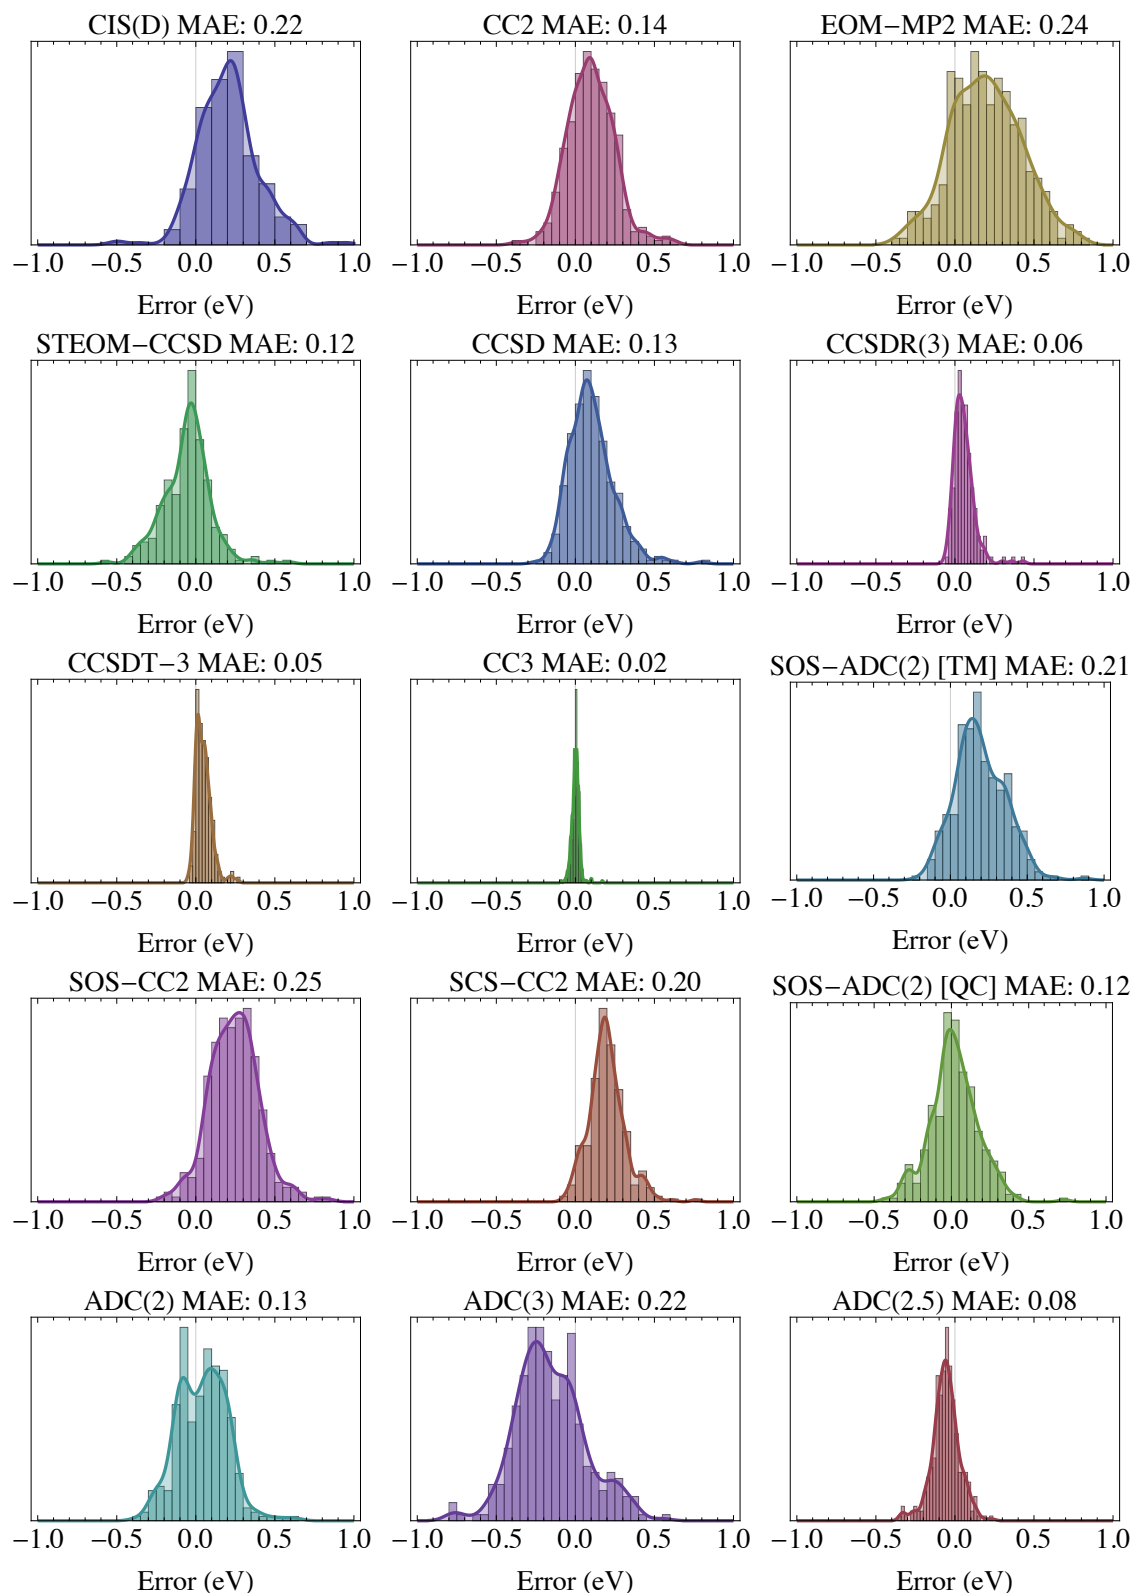 CIS(D) MAE: 0.22 CC2 MAE: 0.14 EOM−MP2 MAE: 0.24
−1.0 −0.5 0.0 0.5 1.0 −1.0 −0.5 0.0 0.5 1.0 −1.0 −0.5 0.0 0.5 1.0
Error (eV) Error (eV) Error (eV)
STEOM−CCSD MAE: 0.12 CCSD MAE: 0.13 CCSDR(3) MAE: 0.06
−1.0 −0.5 0.0 0.5 1.0 −1.0 −0.5 0.0 0.5 1.0 −1.0 −0.5 0.0 0.5 1.0
Error (eV) Error (eV) Error (eV)
CCSDT−3 MAE: 0.05 CC3 MAE: 0.02 SOS−ADC(2) [TM] MAE: 0.21
−1.0 −0.5 0.0 0.5 1.0 −1.0 −0.5 0.0 0.5 1.0 −1.0 −0.5 0.0 0.5 1.0
Error (eV) Error (eV) Error (eV)
SOS−CC2 MAE: 0.25 SCS−CC2 MAE: 0.20 SOS−ADC(2) [QC] MAE: 0.12
−1.0 −0.5 0.0 0.5 1.0 −1.0 −0.5 0.0 0.5 1.0 −1.0 −0.5 0.0 0.5 1.0
Error (eV) Error (eV) Error (eV)
ADC(2) MAE: 0.13 ADC(3) MAE: 0.22 ADC(2.5) MAE: 0.08
−1.0 −0.5 0.0 0.5 1.0 −1.0 −0.5 0.0 0.5 1.0 −1.0 −0.5 0.0 0.5 1.0
Error (eV) Error (eV) Error (eV)